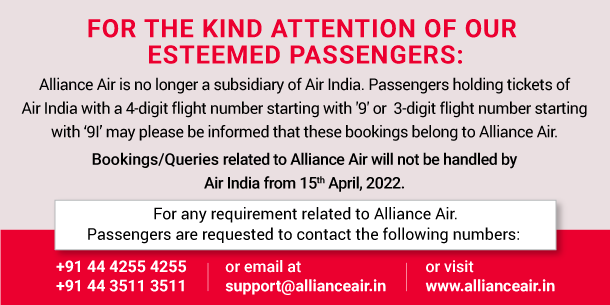 FOR THE KIND ATTENTION OF OUR
ESTEEMED PASSENGERS:
Alliance Air is no longer a subsidiary of Air India. Passengers holding tickets of
Air India with a 4-digit flight number starting with '9' or 3-digit flight number starting
with ‘9I’ may please be informed that these bookings belong to Alliance Air.
Bookings/Queries related to Alliance Air will not be handled by
Air India from 15th April, 2022.
For any requirement related to Alliance Air.
Passengers are requested to contact the following numbers:
+91 44 4255 4255
+91 44 3511 3511
or email at
support@allianceair.in
or visit
www.allianceair.in